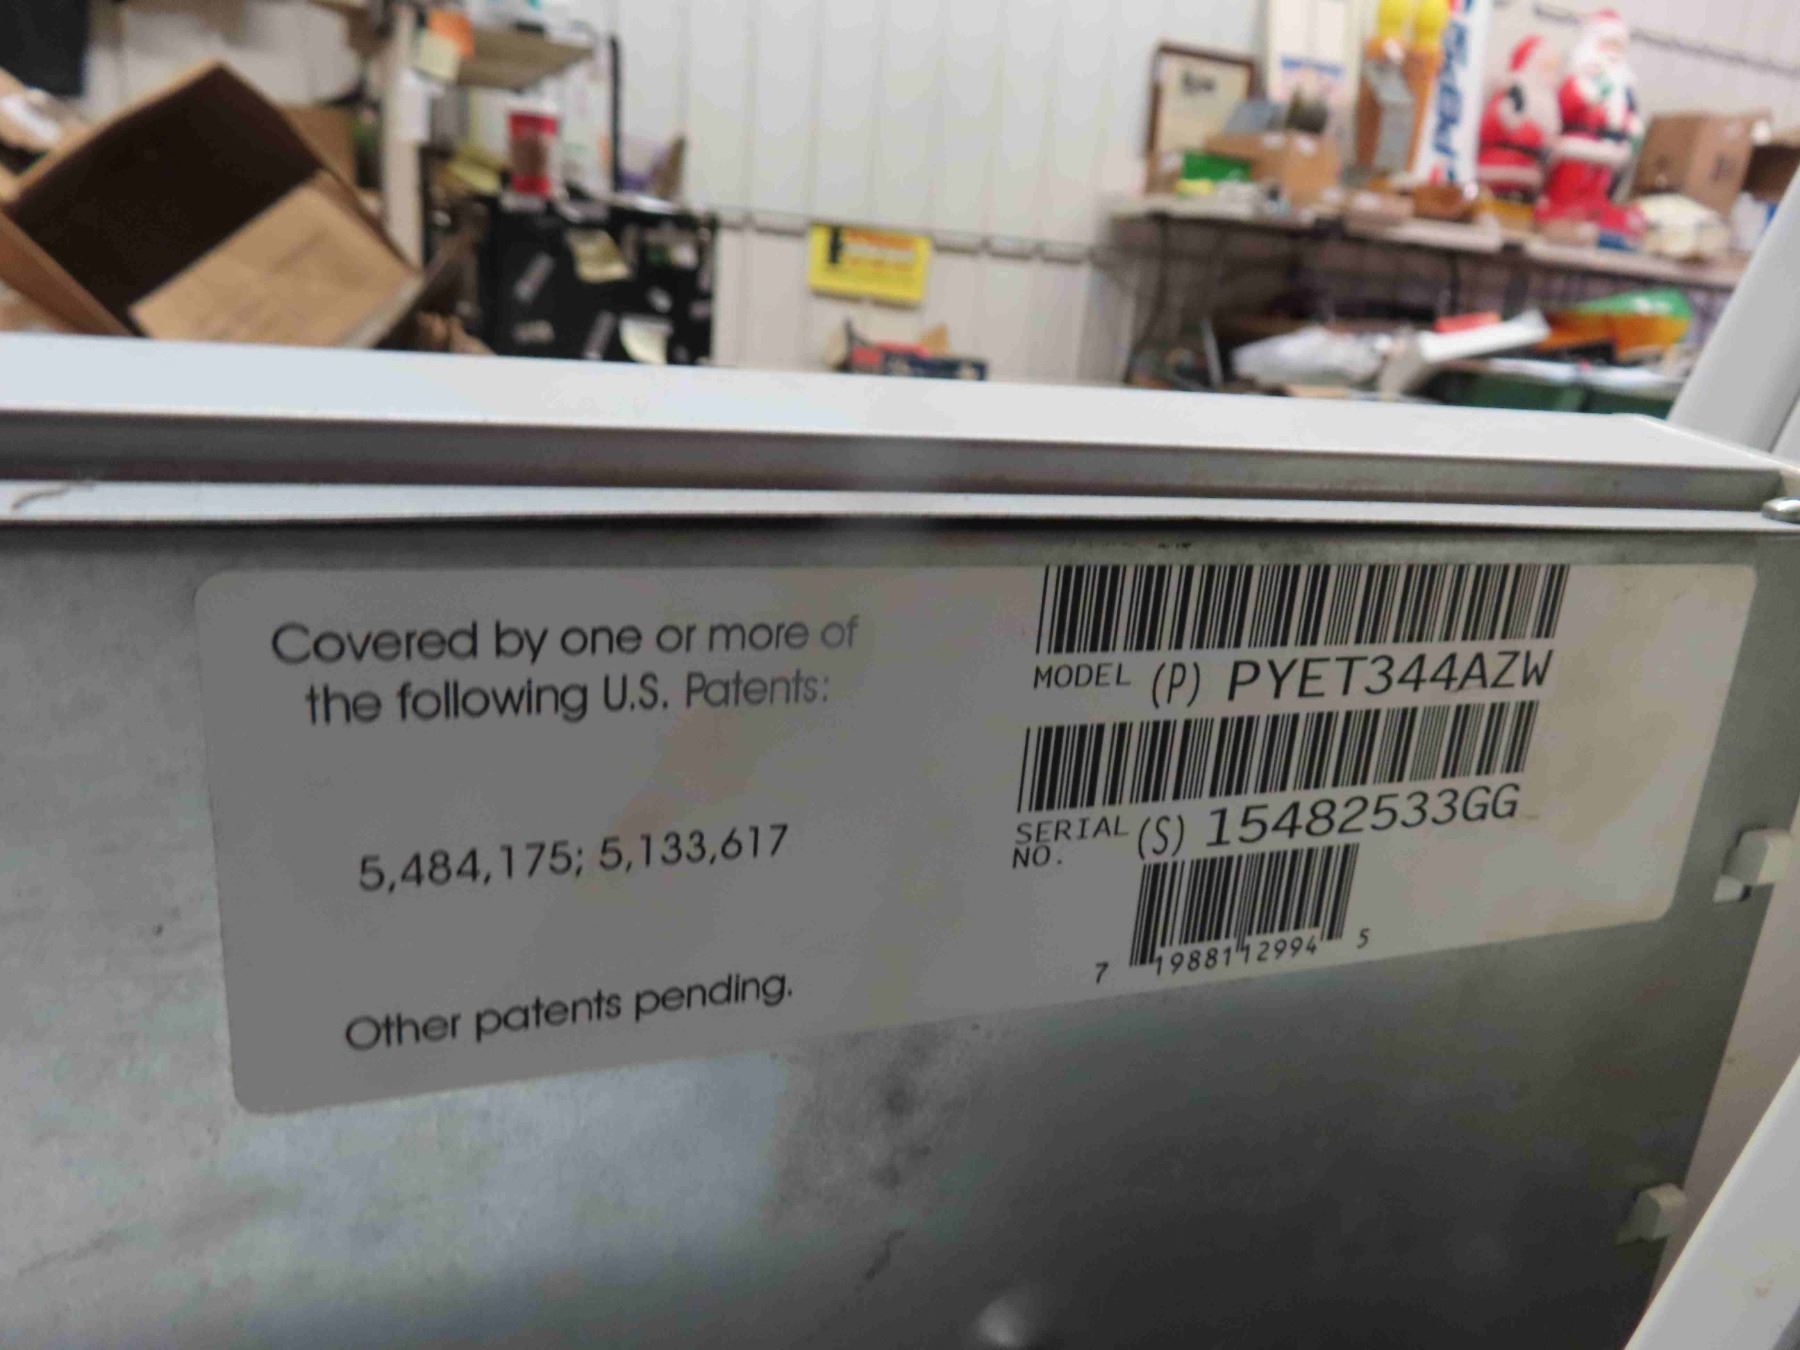 PEPSI
Covered by one or more of
the following U.S. Patents:
5,484,175; 5,133,617
Other patents pending.
MODEL (P) PYET344AZW
SERIAL NO. (S) 15482533GG
7 19881 12994 5